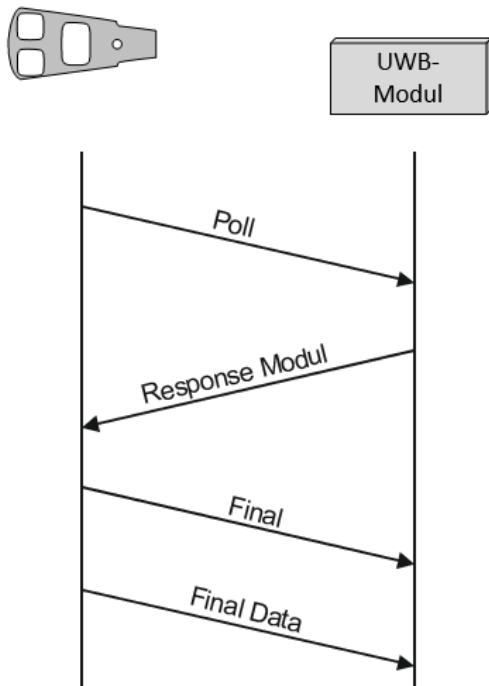 UWB-
Modul
Poll
Response Modul
Final
Final Data